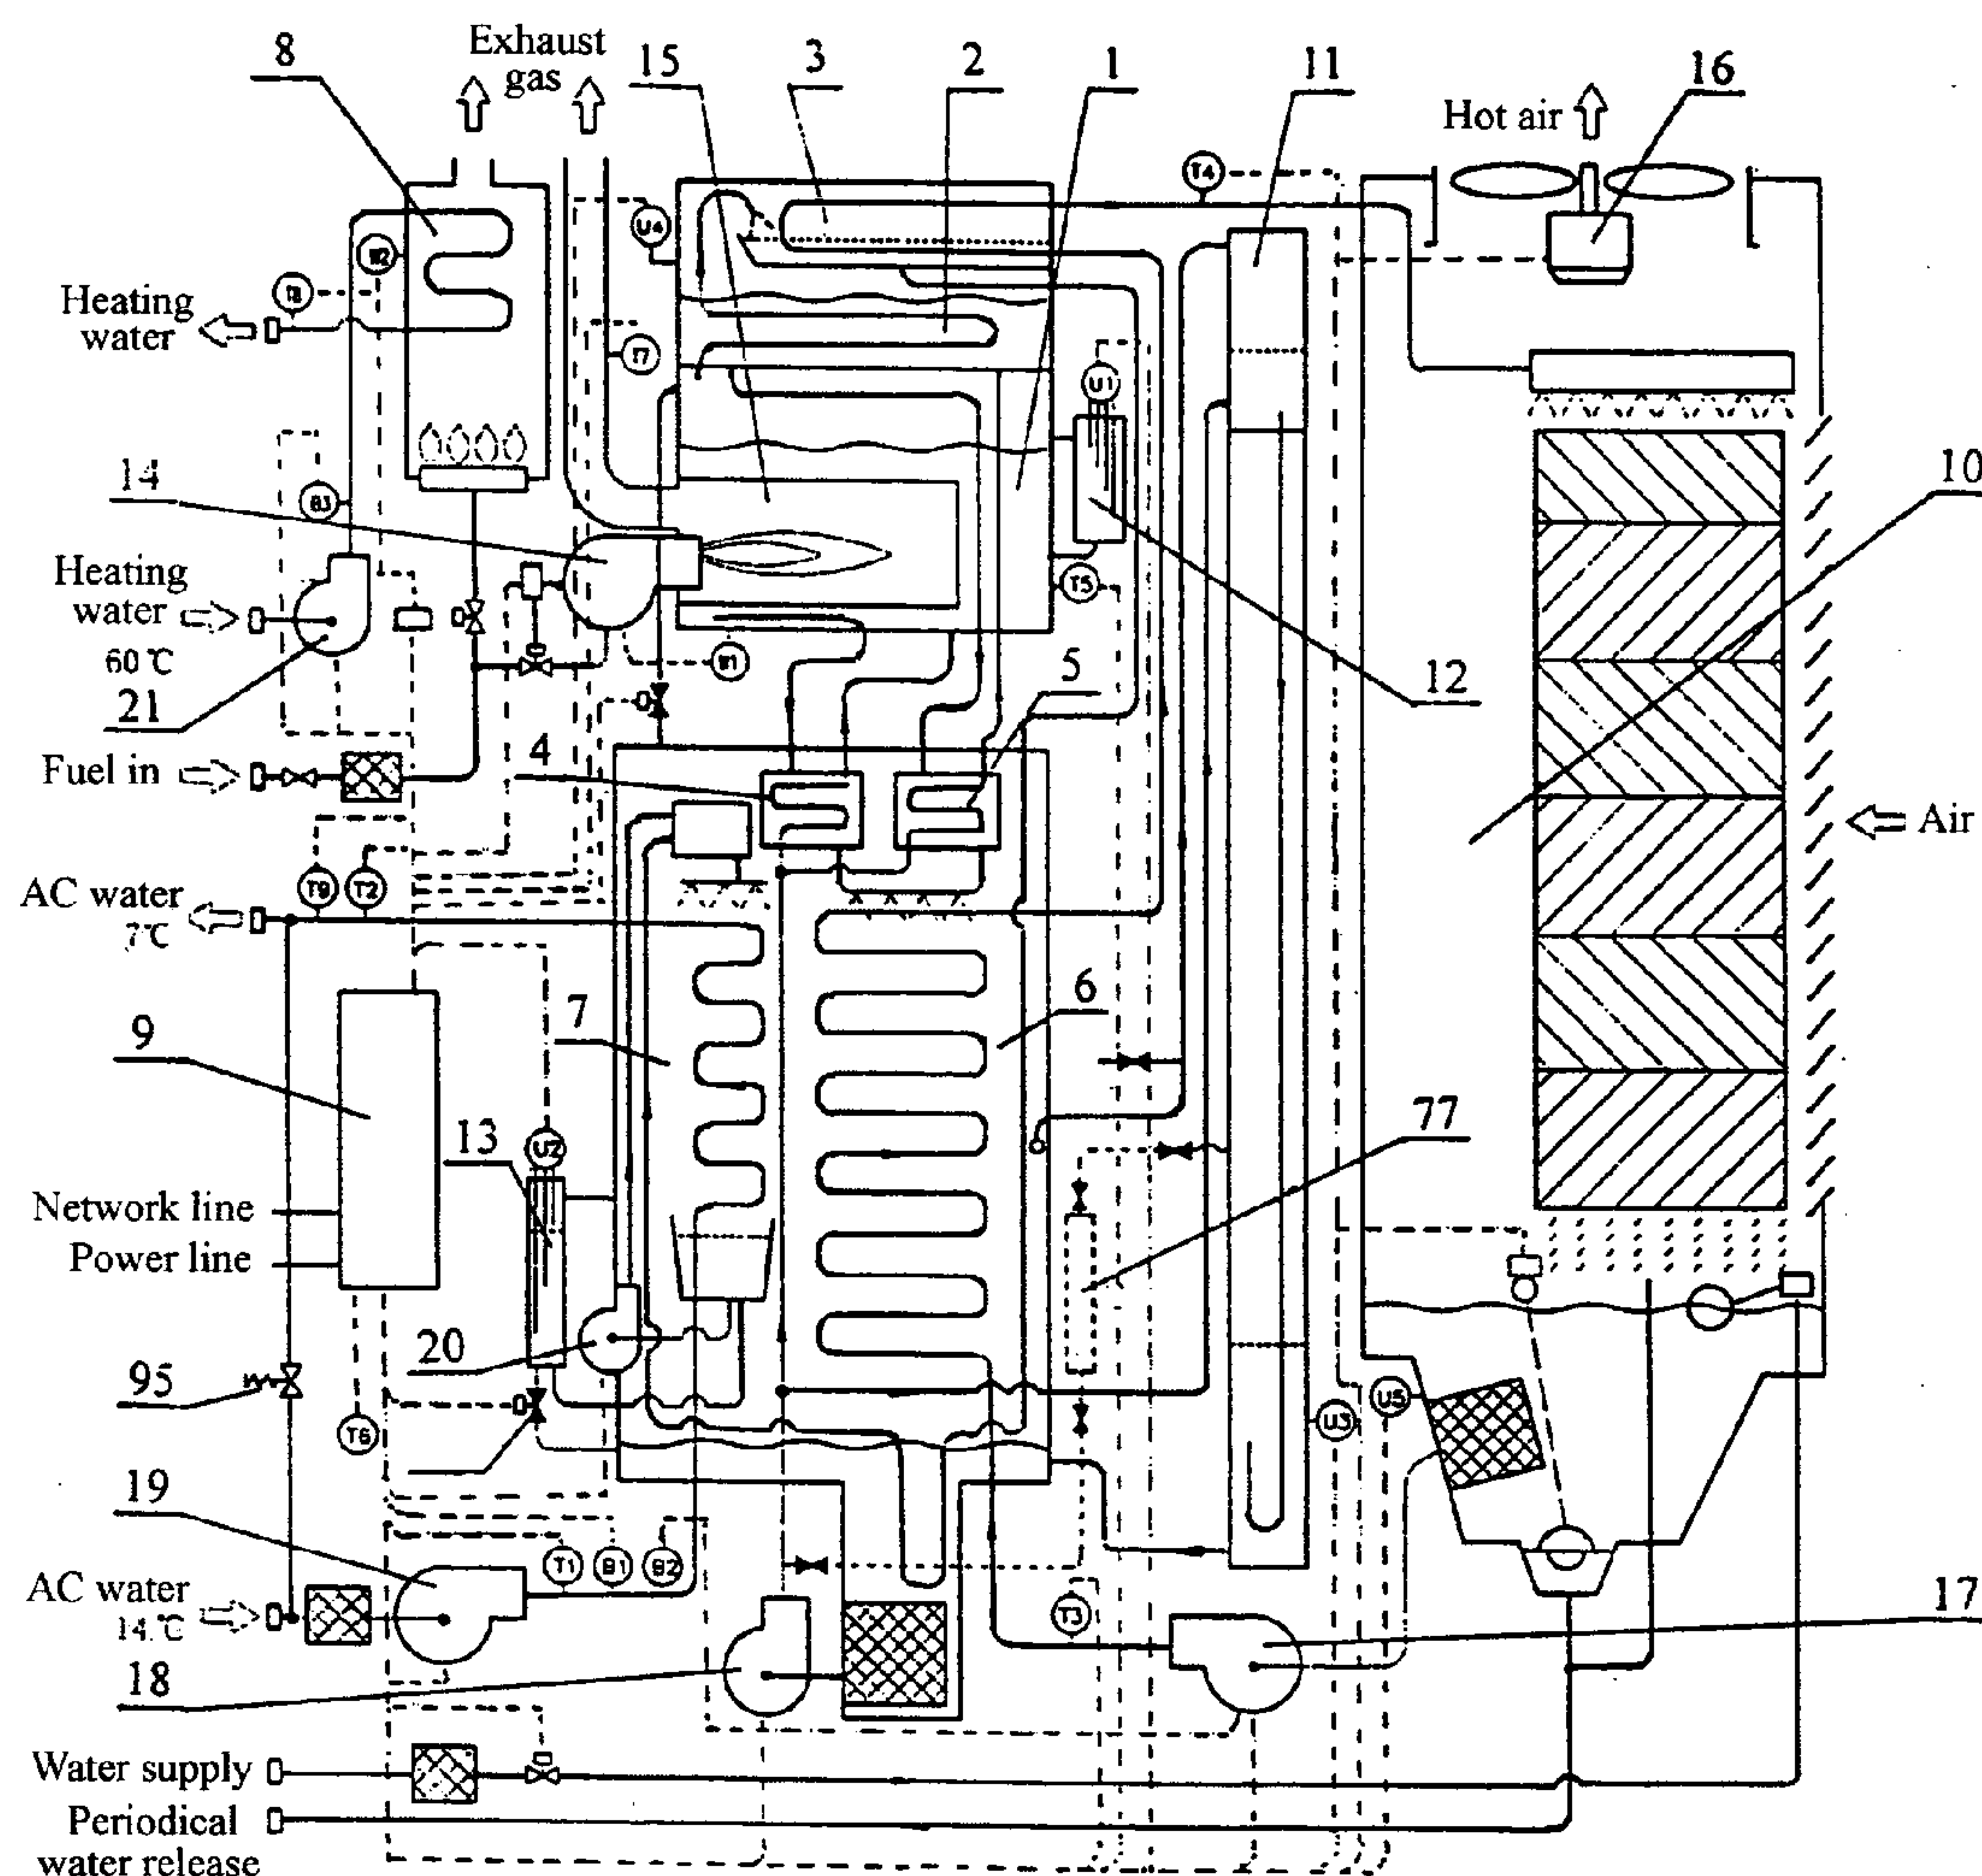 8
Exhaust
gas
15
3
2
1
11
16
Hot air
T4
U4
Heating
water
T7
U1
14
10
B3
Heating
water
60℃
T5
21
5
12
Fuel in
4
Air
T9
T2
AC water
7℃
9
7
6
13
U2
77
Network line
Power line
20
95
T6
U3
U5
19
T1
B1
B2
AC water
14℃
T3
17
18
Water supply
Periodical
water release